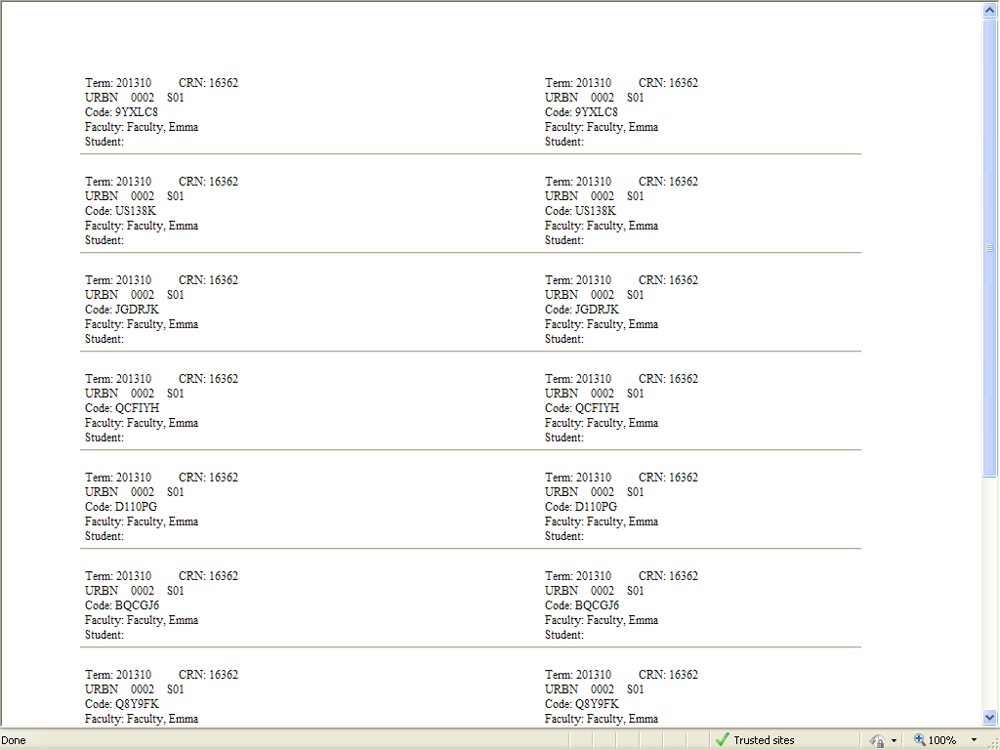 Term: 201310 CRN: 16362 Term: 201310 CRN: 16362
URBN 0002 S01 URBN 0002 S01
Code: 9YXLC8 Code: 9YXLC8
Faculty: Faculty, Emma Faculty: Faculty, Emma
Student: Student:
Term: 201310 CRN: 16362 Term: 201310 CRN: 16362
URBN 0002 S01 URBN 0002 S01
Code: US138K Code: US138K
Faculty: Faculty, Emma Faculty: Faculty, Emma
Student: Student:
Term: 201310 CRN: 16362 Term: 201310 CRN: 16362
URBN 0002 S01 URBN 0002 S01
Code: JGDRJK Code: JGDRJK
Faculty: Faculty, Emma Faculty: Faculty, Emma
Student: Student:
Term: 201310 CRN: 16362 Term: 201310 CRN: 16362
URBN 0002 S01 URBN 0002 S01
Code: QCFIYH Code: QCFIYH
Faculty: Faculty, Emma Faculty: Faculty, Emma
Student: Student:
Term: 201310 CRN: 16362 Term: 201310 CRN: 16362
URBN 0002 S01 URBN 0002 S01
Code: D110PG Code: D110PG
Faculty: Faculty, Emma Faculty: Faculty, Emma
Student: Student:
Term: 201310 CRN: 16362 Term: 201310 CRN: 16362
URBN 0002 S01 URBN 0002 S01
Code: BQCGJ6 Code: BQCGJ6
Faculty: Faculty, Emma Faculty: Faculty, Emma
Student: Student:
Term: 201310 CRN: 16362 Term: 201310 CRN: 16362
URBN 0002 S01 URBN 0002 S01
Code: Q8Y9FK Code: Q8Y9FK
Faculty: Faculty, Emma Faculty: Faculty, Emma
Done Trusted sites 100%